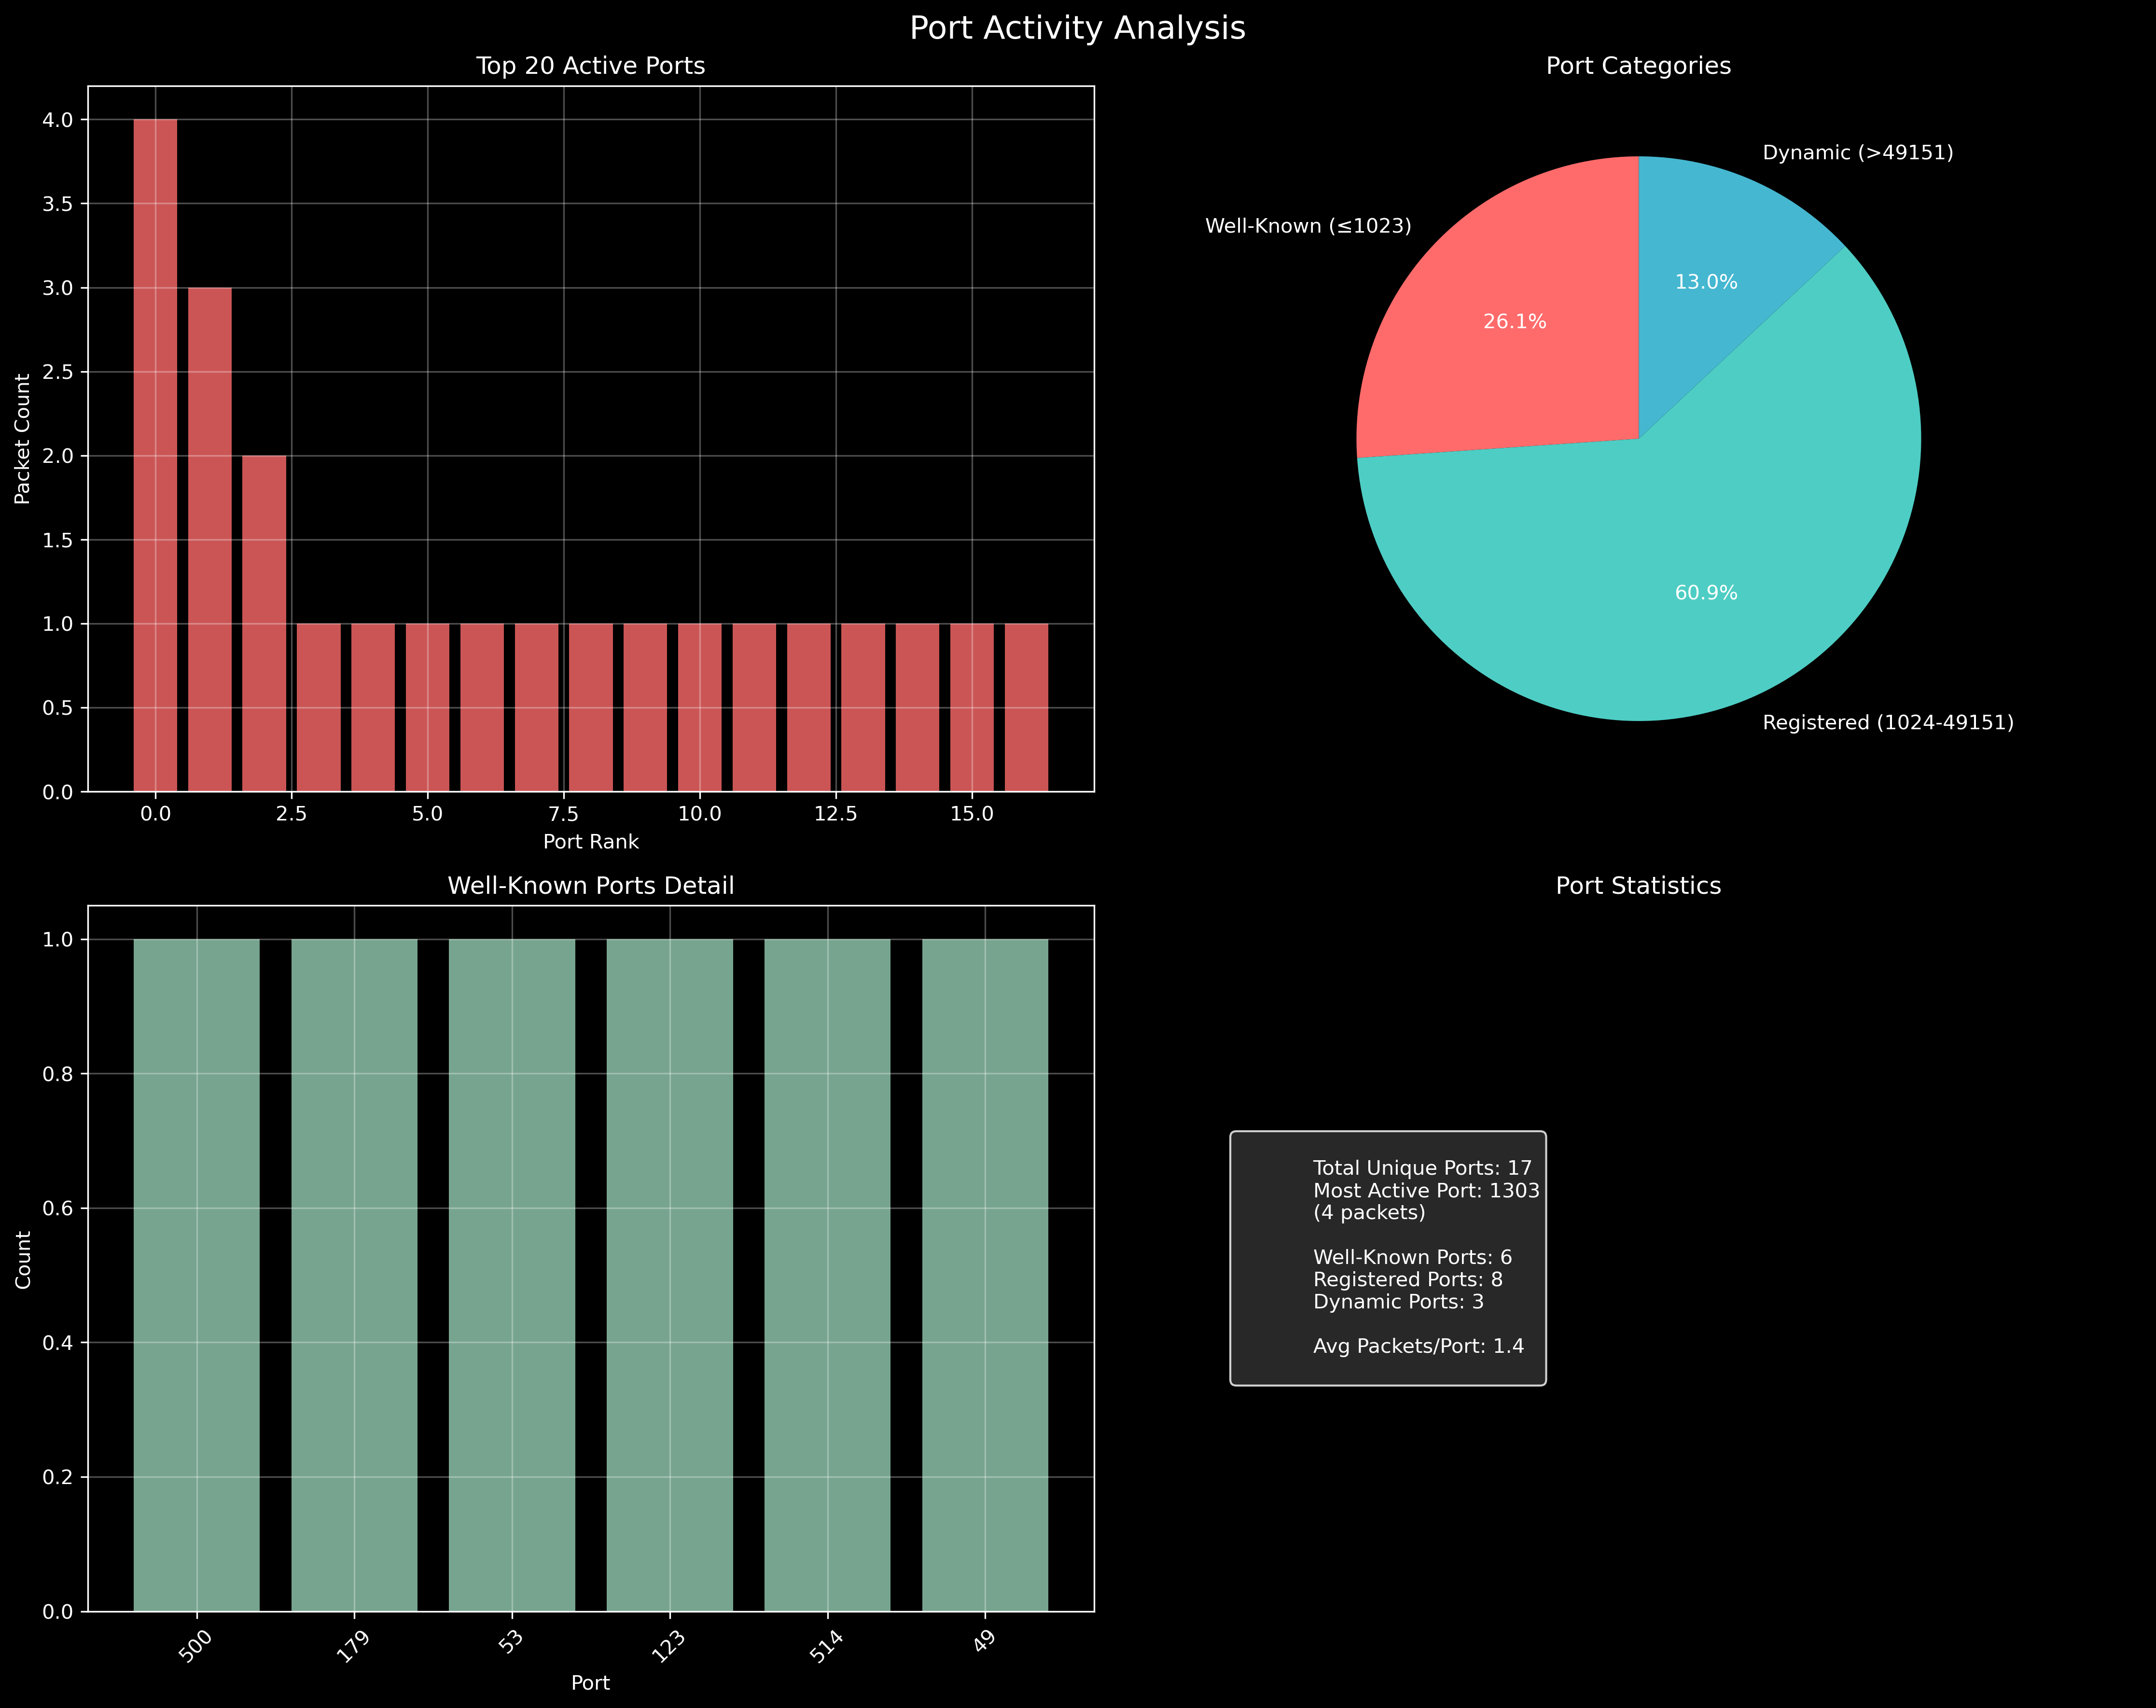 Port Activity Analysis
Top 20 Active Ports
Packet Count
4.0
3.5
3.0
2.5
2.0
1.5
1.0
0.5
0.0
0.0 2.5 5.0 7.5 10.0 12.5 15.0
Port Rank
Port Categories
Dynamic (>49151)
Well-Known (≤1023)
13.0%
26.1%
60.9%
Registered (1024-49151)
Well-Known Ports Detail
Count
1.0
0.8
0.6
0.4
0.2
0.0
500 179 53 123 514 49
Port
Port Statistics
Total Unique Ports: 17
Most Active Port: 1303
(4 packets)
Well-Known Ports: 6
Registered Ports: 8
Dynamic Ports: 3
Avg Packets/Port: 1.4